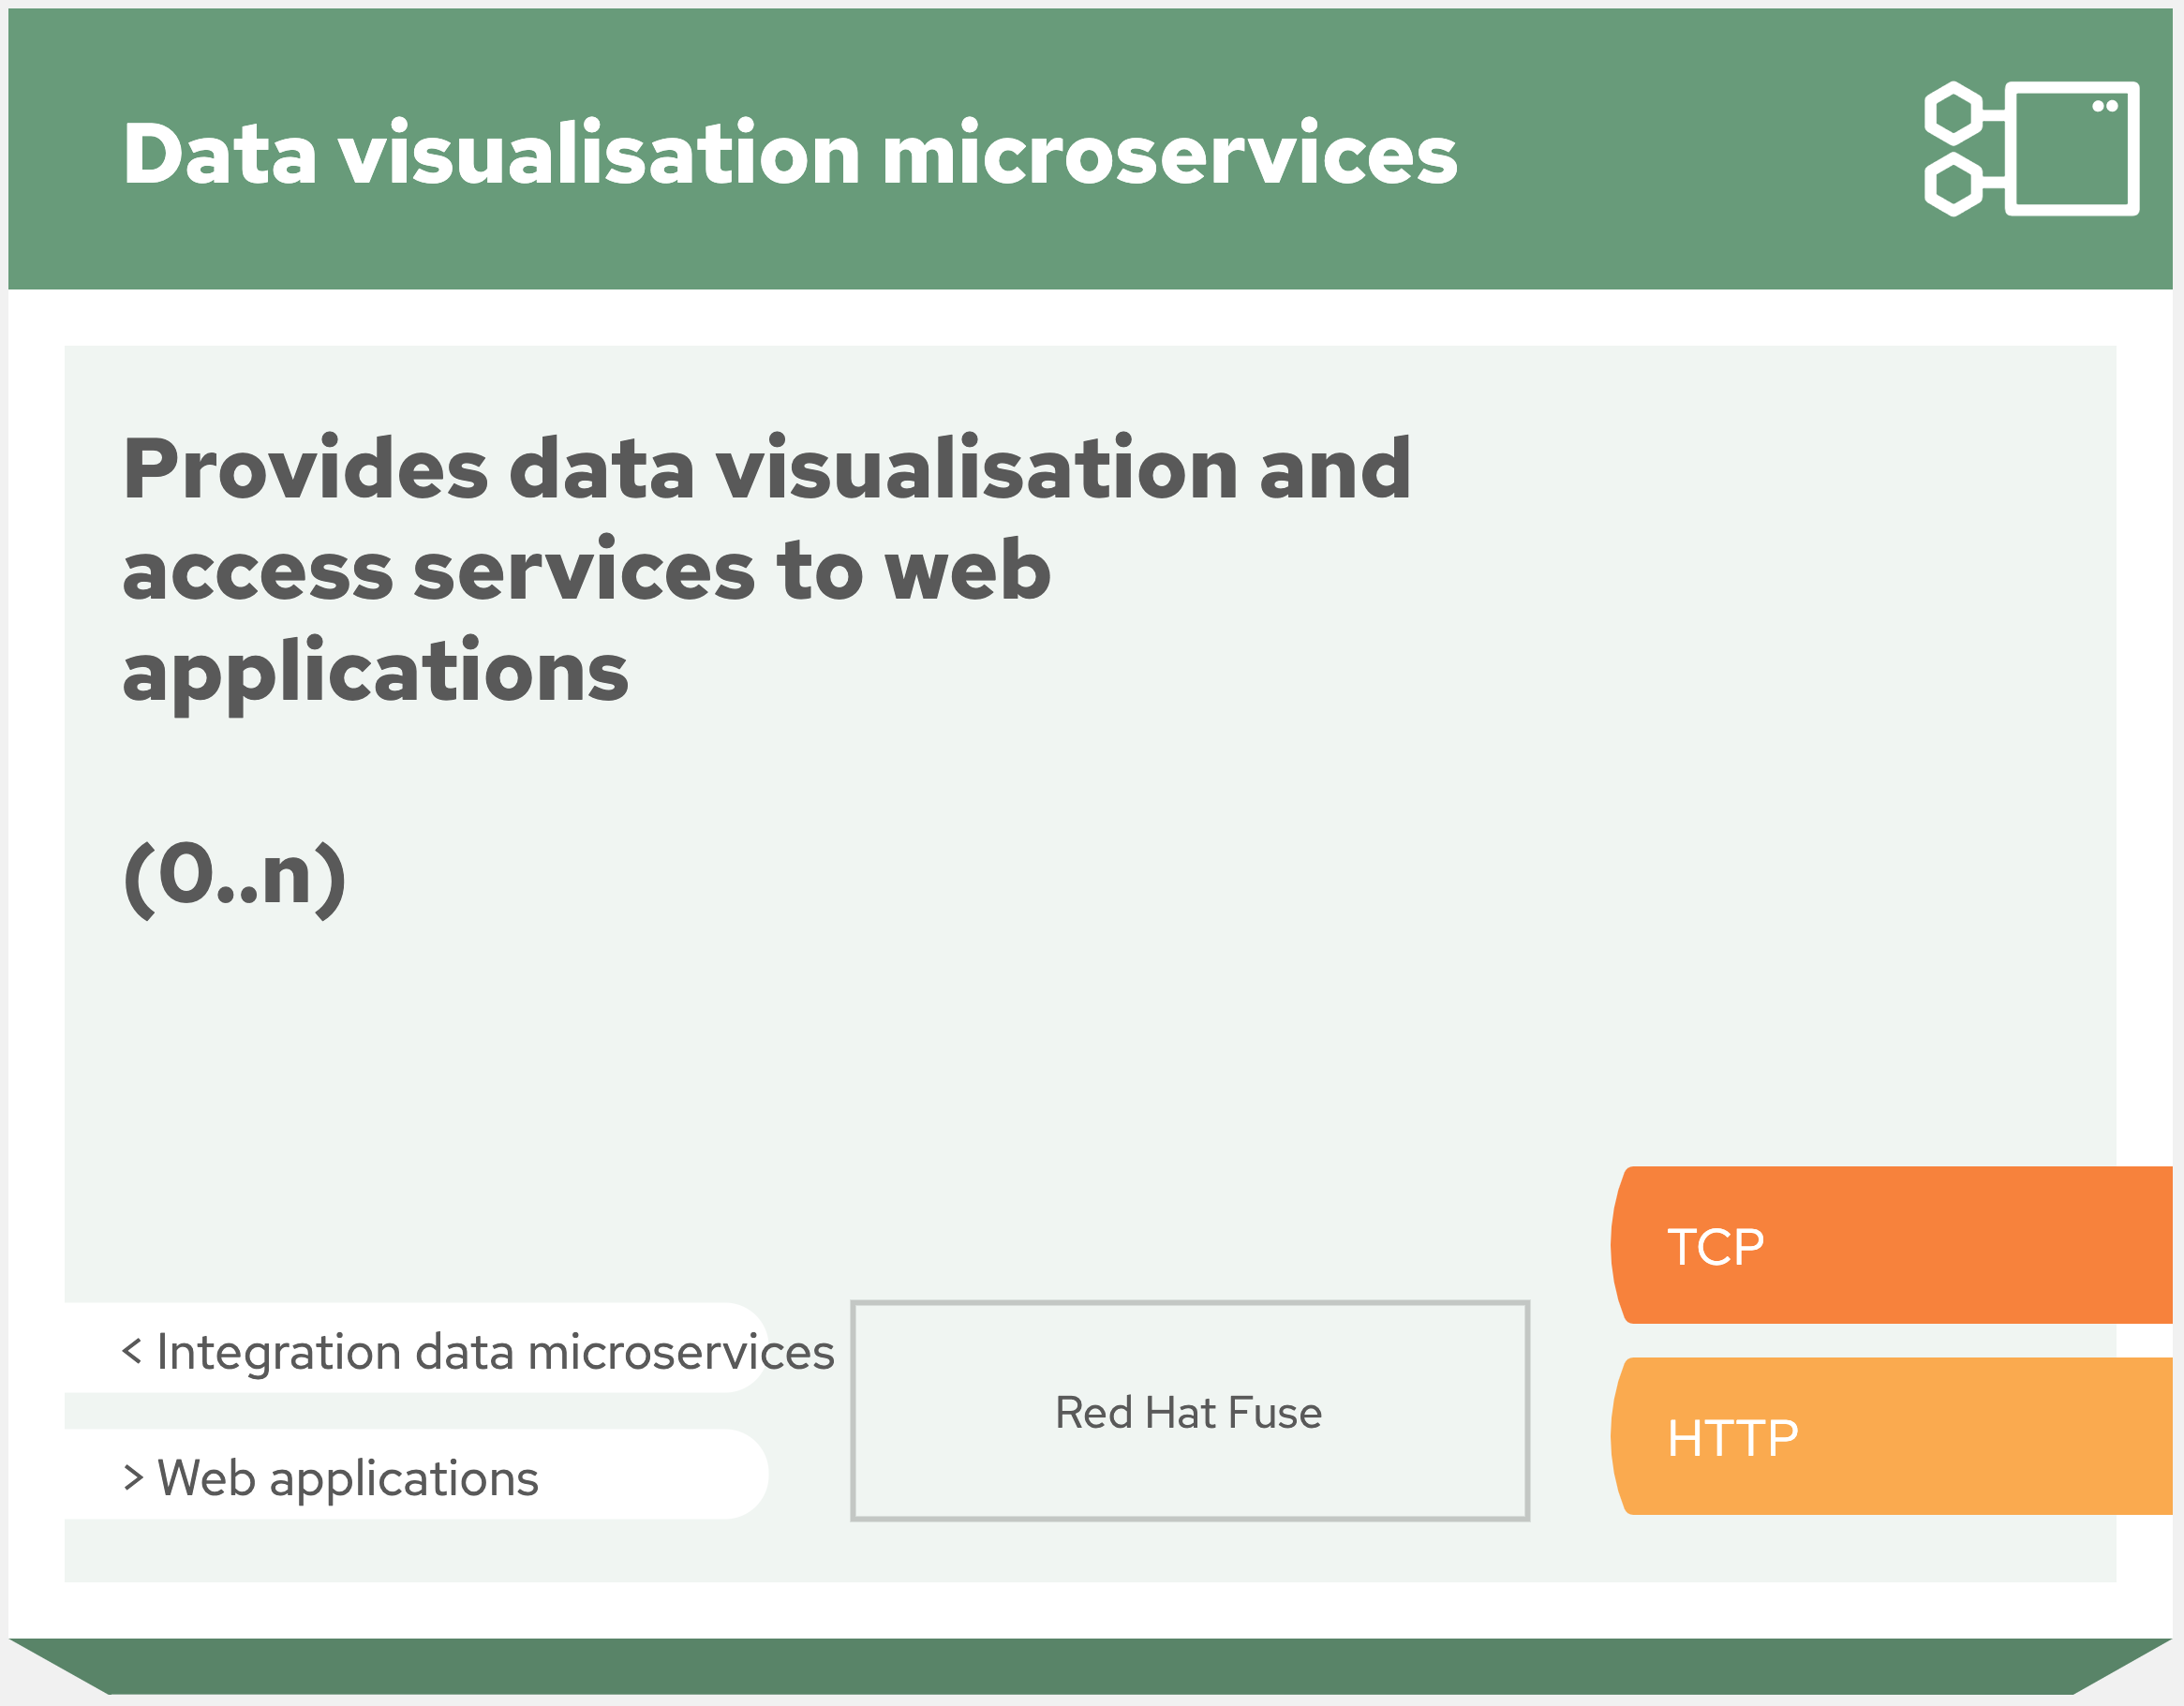 Data visualisation microservices
Provides data visualisation and
access services to web
applications
(0..n)
TCP
< Integration data microservices
Red Hat Fuse
HTTP
> Web applications